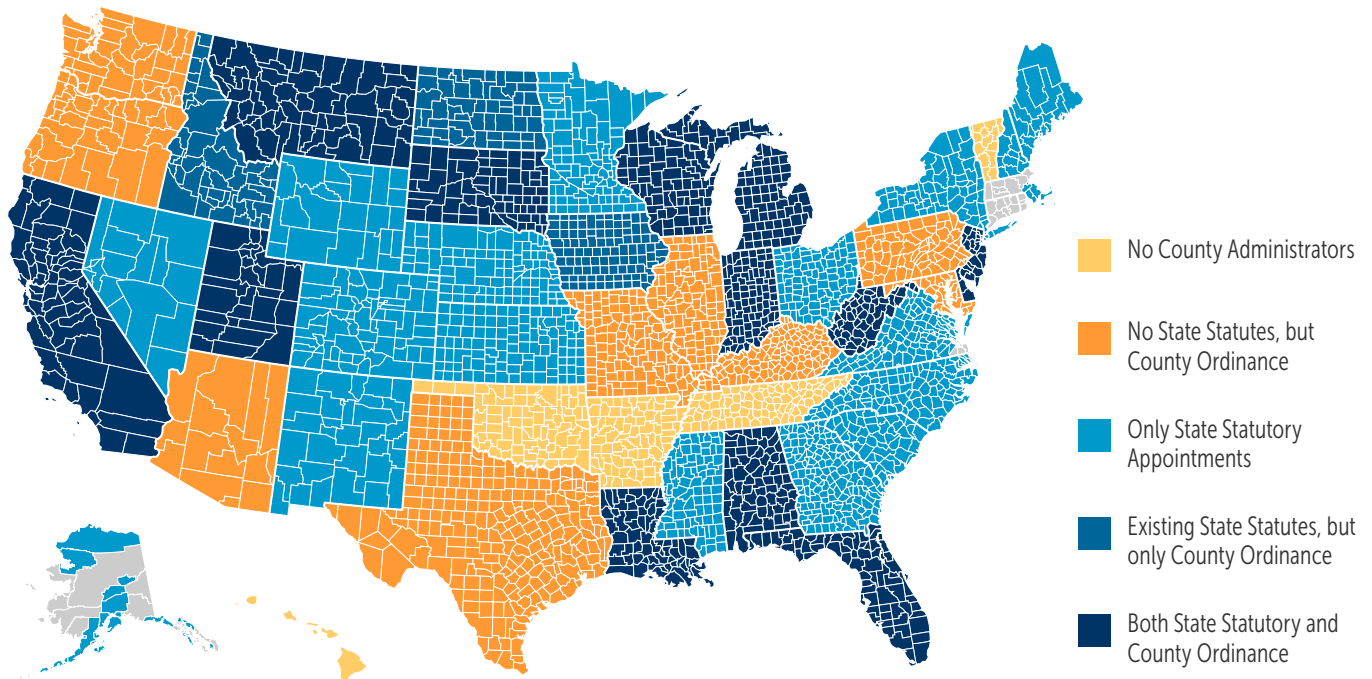 No County Administrators
No State Statutes, but
County Ordinance
Only State Statutory
Appointments
Existing State Statutes, but
only County Ordinance
Both State Statutory and
County Ordinance